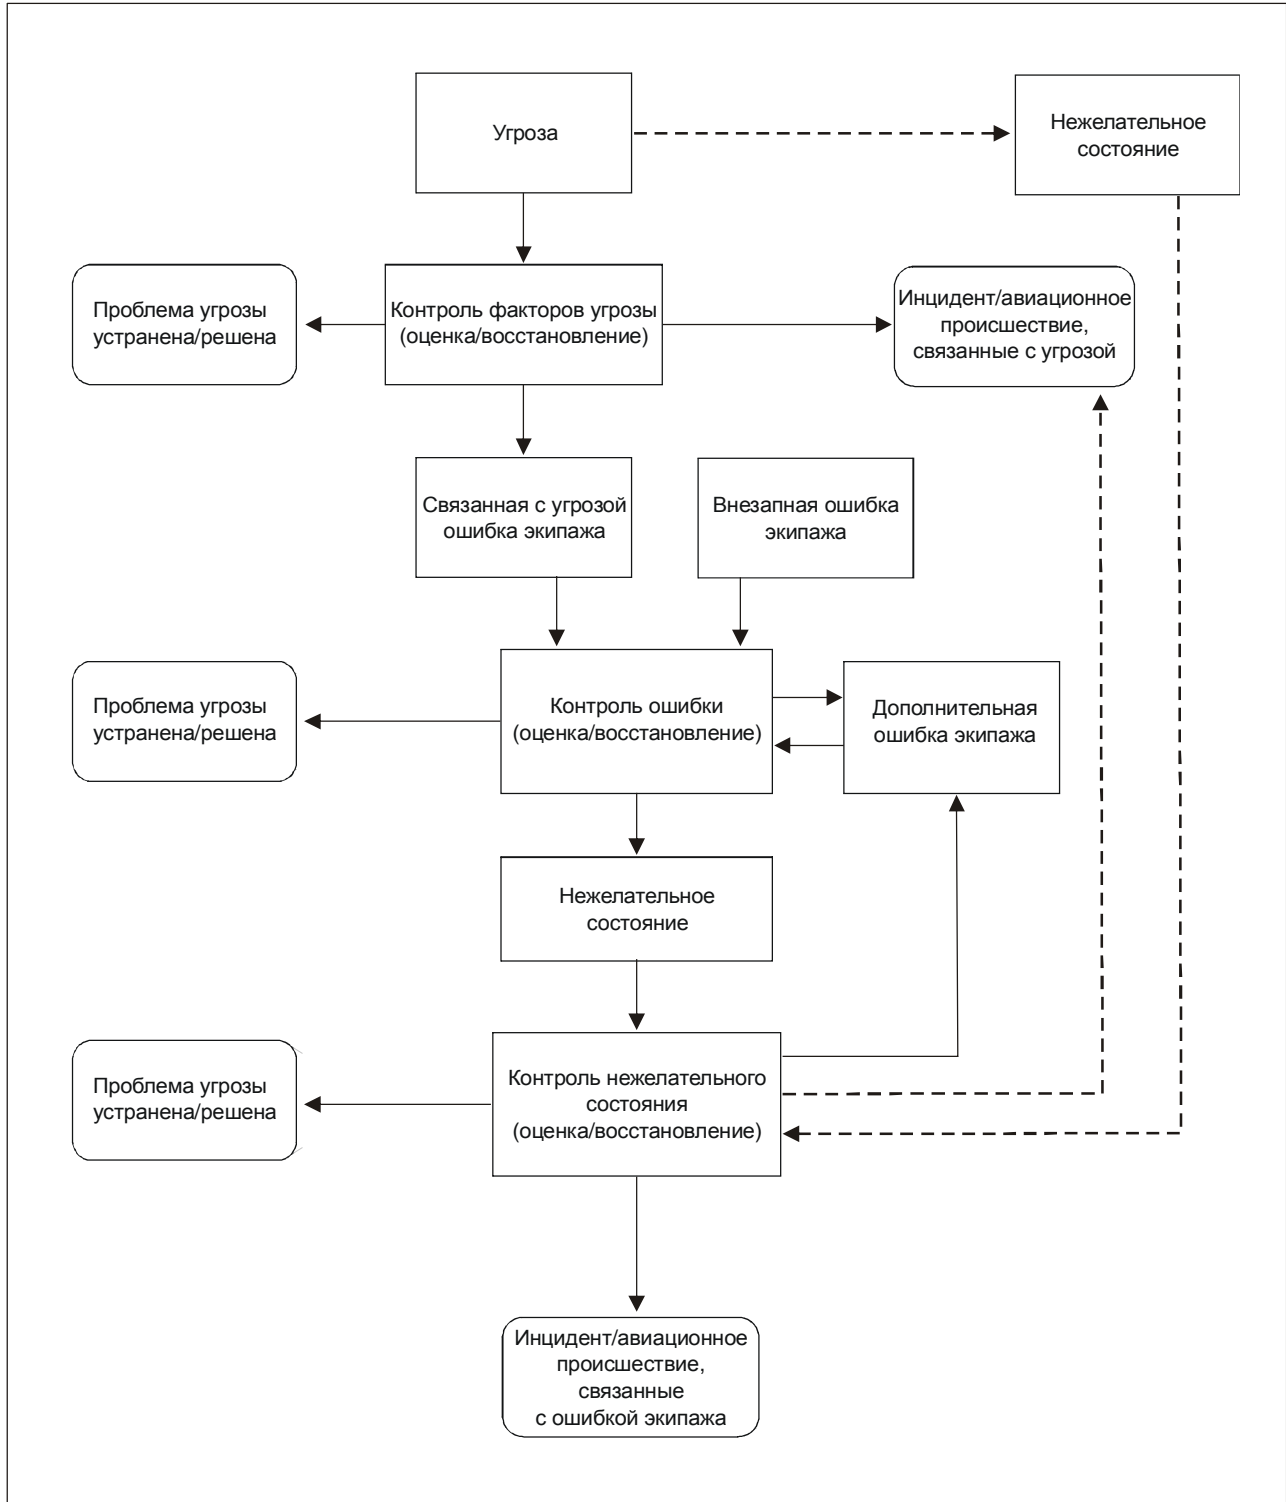 Угроза
Нежелательное
состояние
Проблема угрозы
устранена/решена
Контроль факторов угрозы
(оценка/восстановление)
Инцидент/авиационное
происшествие,
связанные с угрозой
Связанная с угрозой
ошибка экипажа
Внезапная ошибка
экипажа
Проблема угрозы
устранена/решена
Контроль ошибки
(оценка/восстановление)
Дополнительная
ошибка экипажа
Нежелательное
состояние
Проблема угрозы
устранена/решена
Контроль нежелательного
состояния
(оценка/восстановление)
Инцидент/авиационное
происшествие,
связанные
с ошибкой экипажа